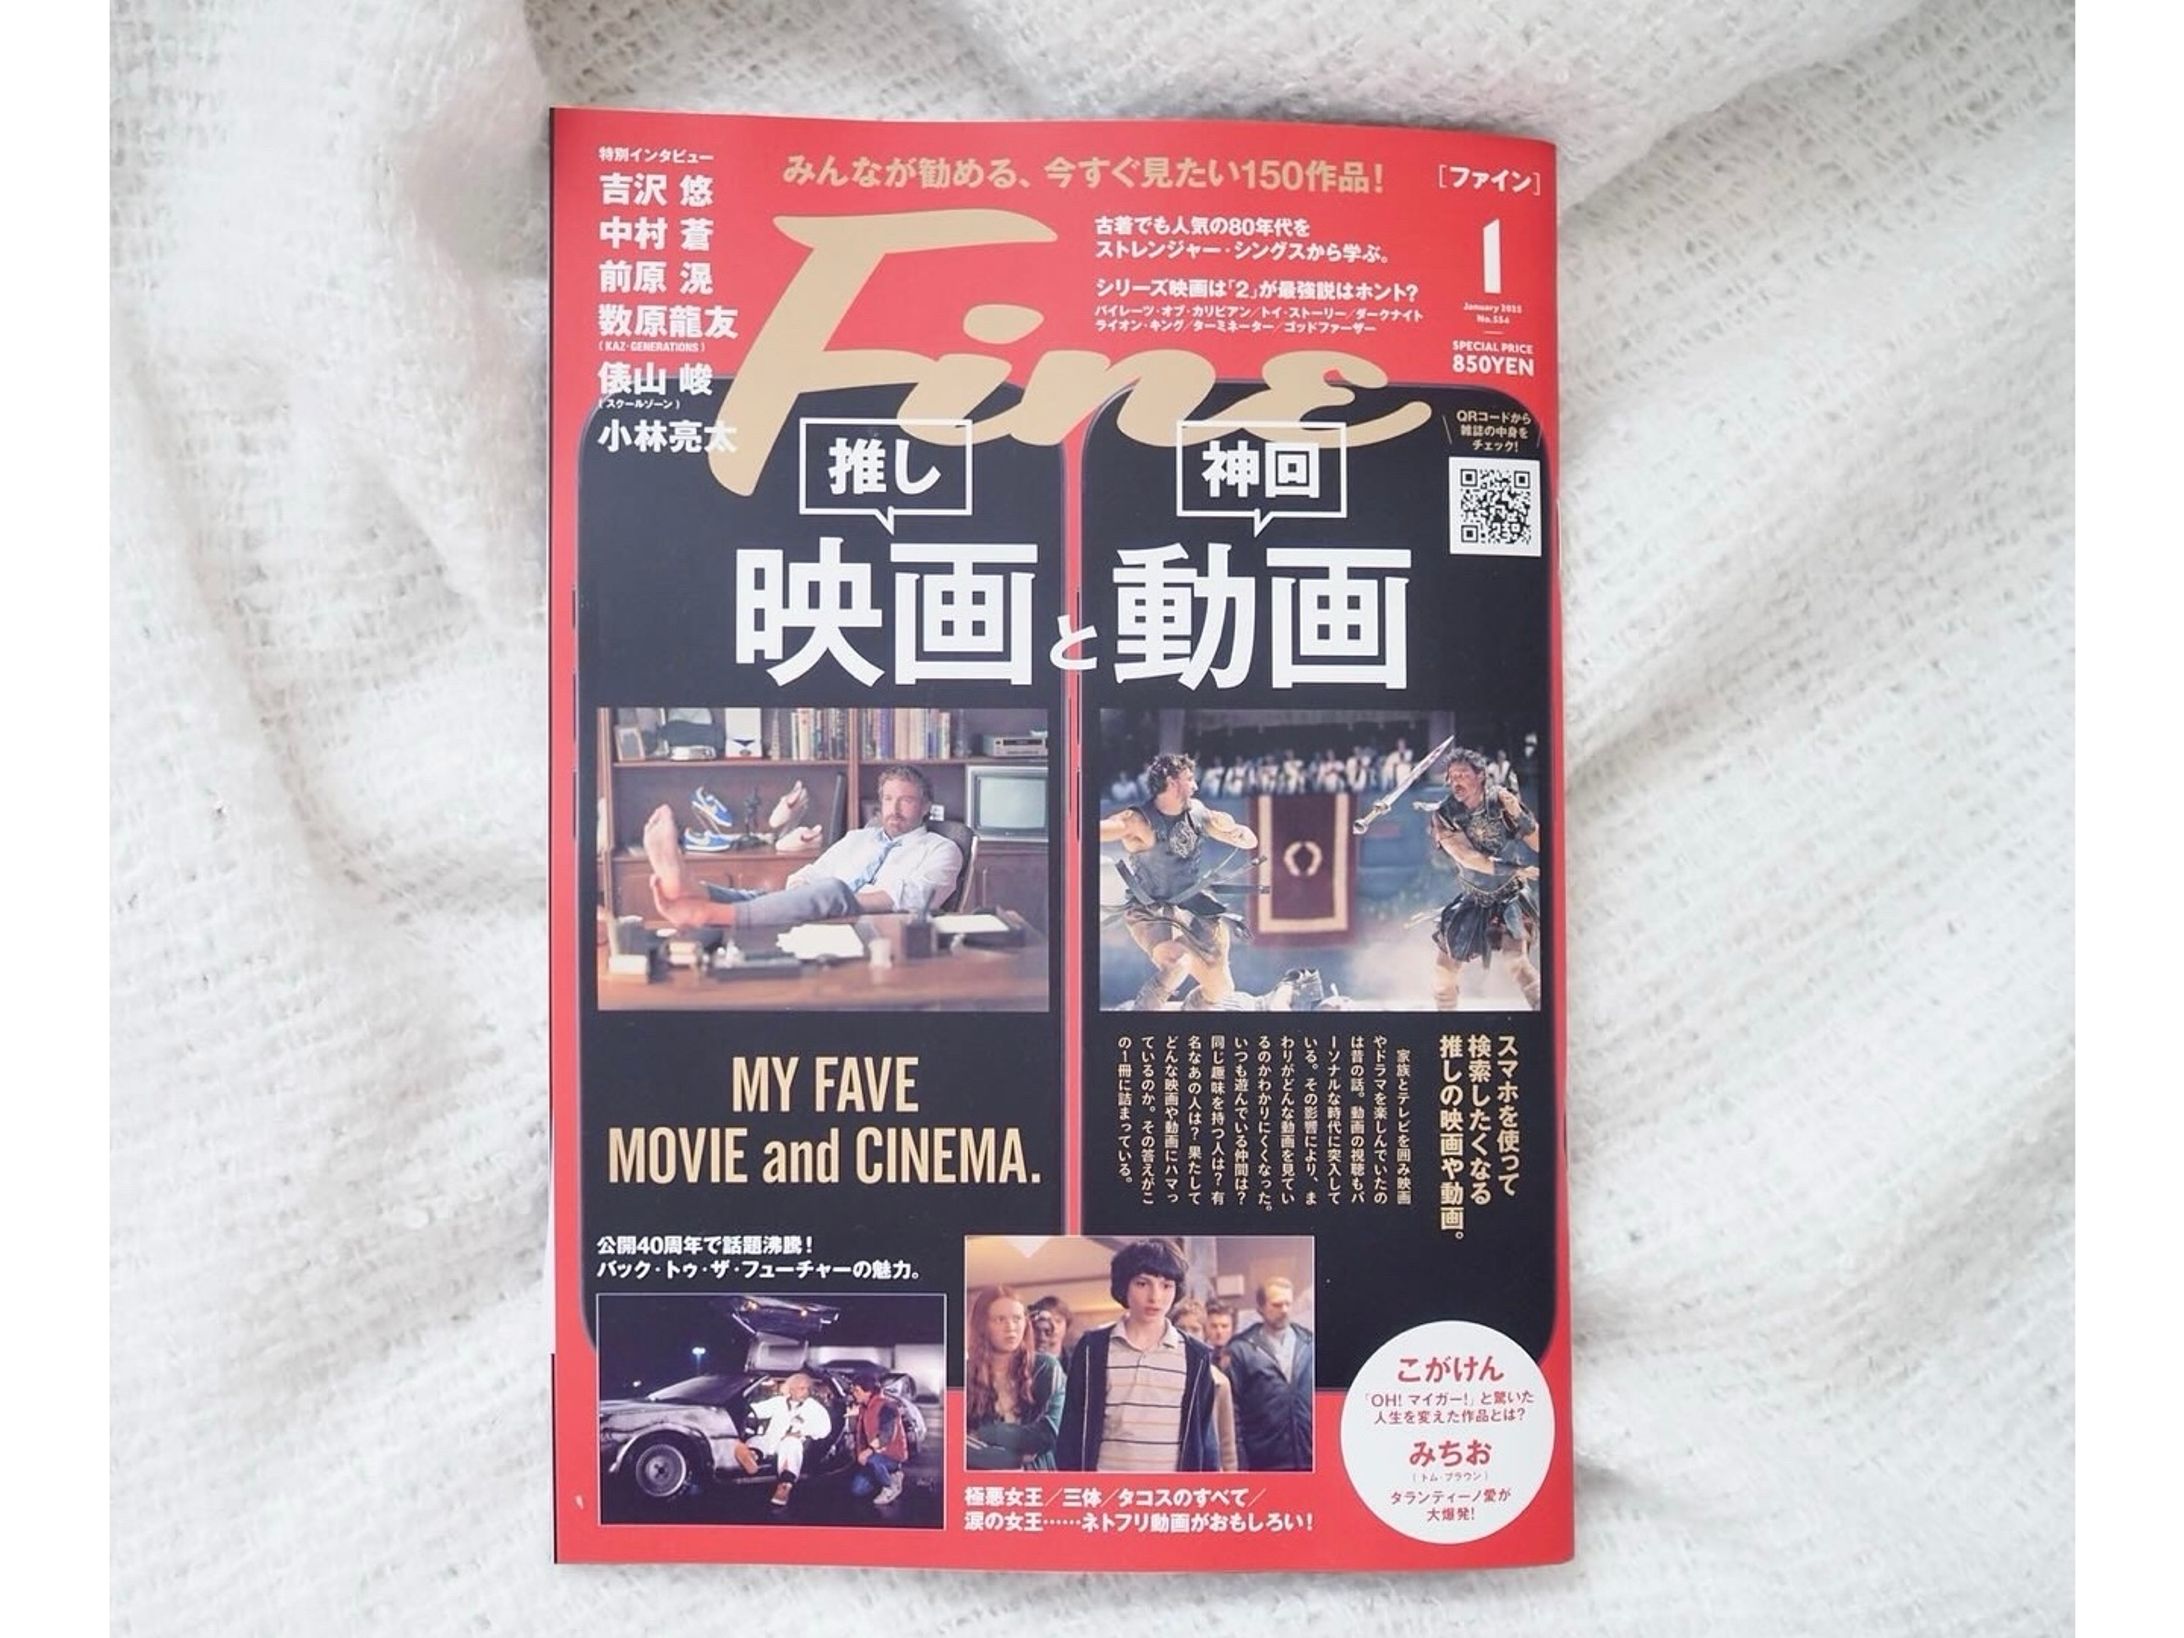 特別インタビュー
吉沢 悠
中村 蒼
前原 滉
数原龍友
(KAZ・GENERATIONS)
俵山 峻
(スクールゾーン)
小林亮太
みんなが勧める、今すぐ見たい150作品!
[ファイン]
Fine
古着でも人気の80年代を
ストレンジャー・シングスから学ぶ。
シリーズ映画は「2」が最強説はホント?
パイレーツ・オブ・カリビアン/トイ・ストーリー/ダークナイト
ライオン・キング/ターミネーター/ゴッドファーザー
1
January 2025
No.556
SPECIAL PRICE
850YEN
QRコードから
雑誌の中身を
チェック!
推し
神回
映画と動画
MY FAVE
MOVIE and CINEMA.
スマホを使って
検索したくなる
推しの映画や動画。
家族とテレビを囲み映画
やドラマを楽しんでいたの
は昔の話。動画の視聴もパ
ーソナルな時代に突入して
いる。その影響により、ま
わりがどんな動画を見てい
るのかわかりにくくなった。
いつも遊んでいる仲間は?
同じ趣味を持つ人は?有
名なあの人は?果たして
どんな映画や動画にハマっ
ているのか。その答えがこ
の1冊に詰まっている。
公開40周年で話題沸騰!
バック・トゥ・ザ・フューチャーの魅力。
極悪女王/三体/タコスのすべて/
涙の女王……ネトフリ動画がおもしろい!
こがけん
「OH! マイガー!」と驚いた
人生を変えた作品とは?
みちお
(トム・ブラウン)
タランティーノ愛が
大爆発!